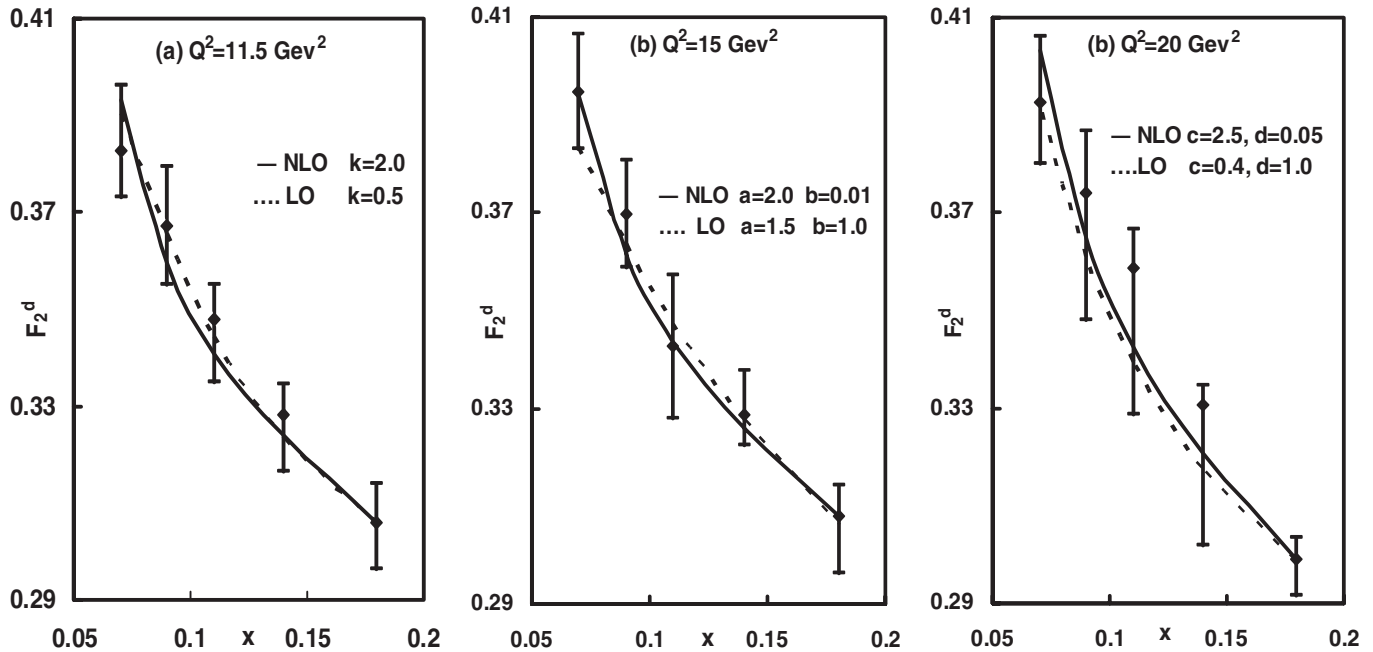 0.41
(a) Q²=11.5 Gev²
— NLO k=2.0
.... LO k=0.5
0.37
F₂ᵈ
0.33
0.29
0.05 0.1 x 0.15 0.2
0.41
(b) Q²=15 Gev²
— NLO a=2.0 b=0.01
.... LO a=1.5 b=1.0
0.37
F₂ᵈ
0.33
0.29
0.05 0.1 x 0.15 0.2
0.41
(b) Q²=20 Gev²
— NLO c=2.5, d=0.05
....LO c=0.4, d=1.0
0.37
F₂ᵈ
0.33
0.29
0.05 0.1 x 0.15 0.2